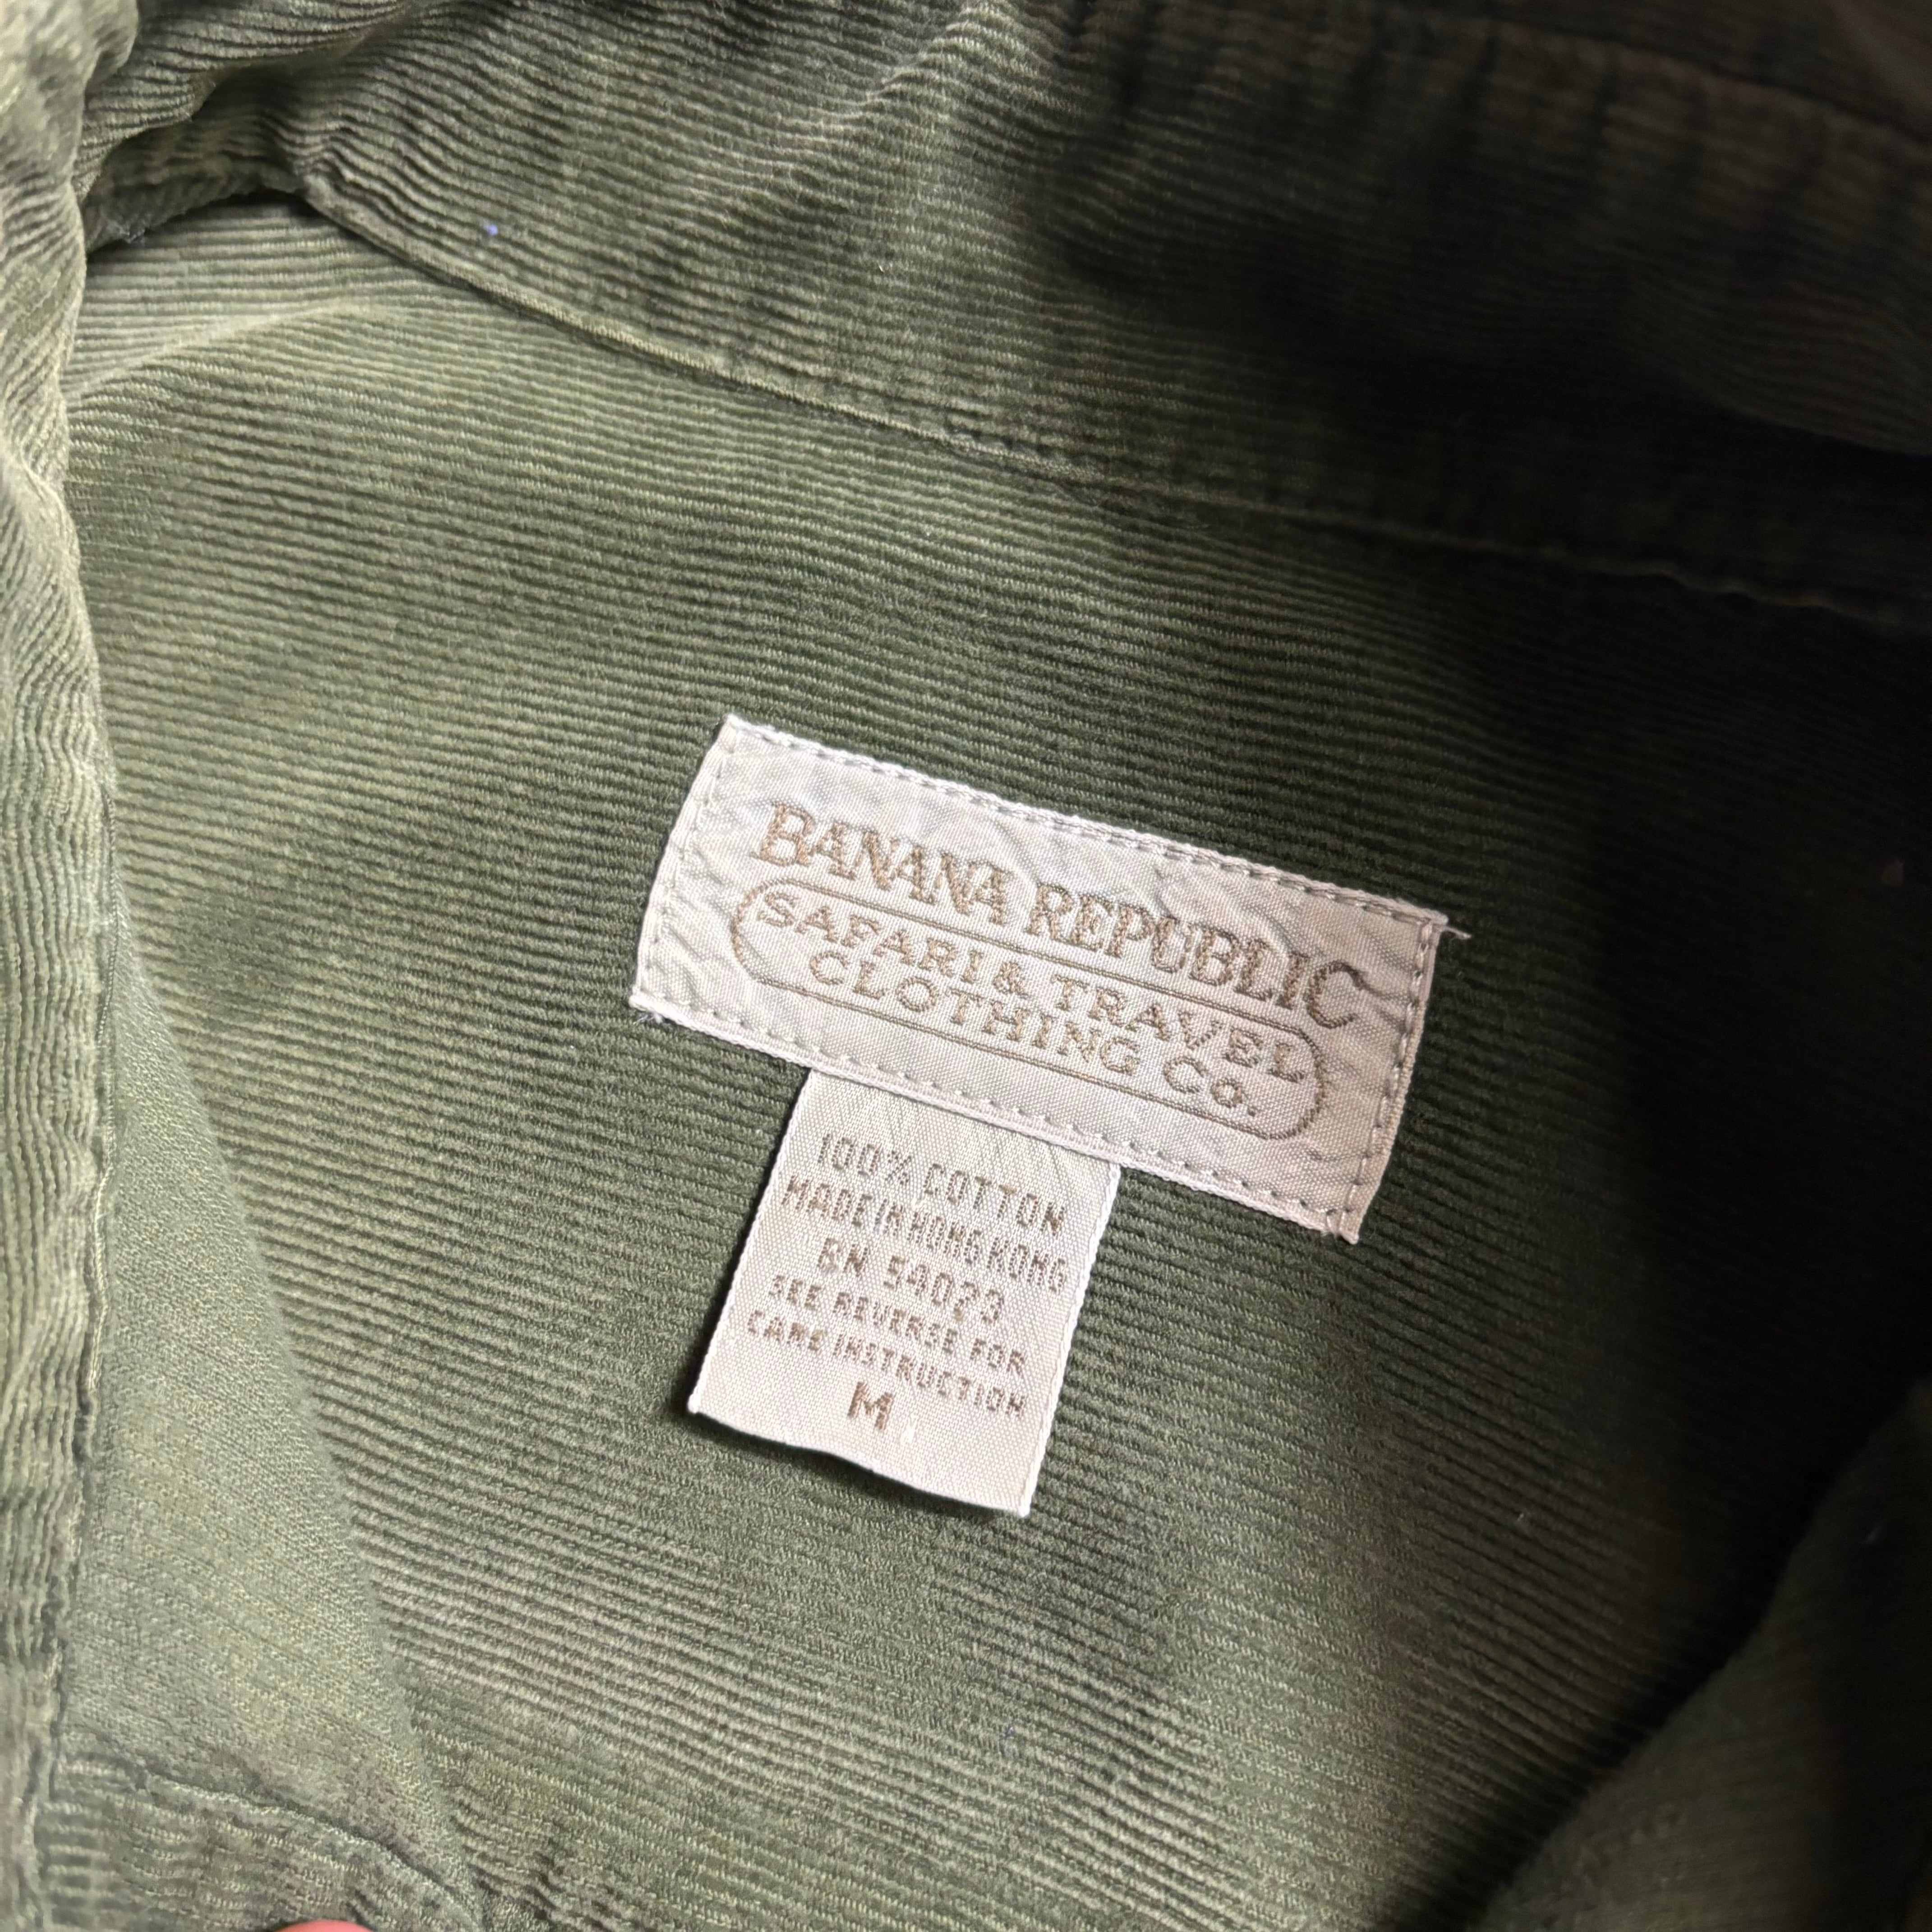 BANANA REPUBLIC
SAFARI & TRAVEL
CLOTHING Co.
100% COTTON
MADE IN HONG KONG
RN 54023
SEE REVERSE FOR
CARE INSTRUCTION
M